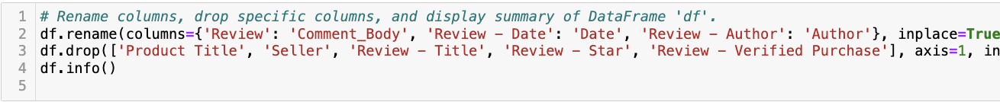 1 # Rename columns, drop specific columns, and display summary of DataFrame 'df'.
2 df.rename(columns={'Review': 'Comment_Body', 'Review - Date': 'Date', 'Review - Author': 'Author'}, inplace=True
3 df.drop(['Product Title', 'Seller', 'Review - Title', 'Review - Star', 'Review - Verified Purchase'], axis=1, in
4 df.info()
5